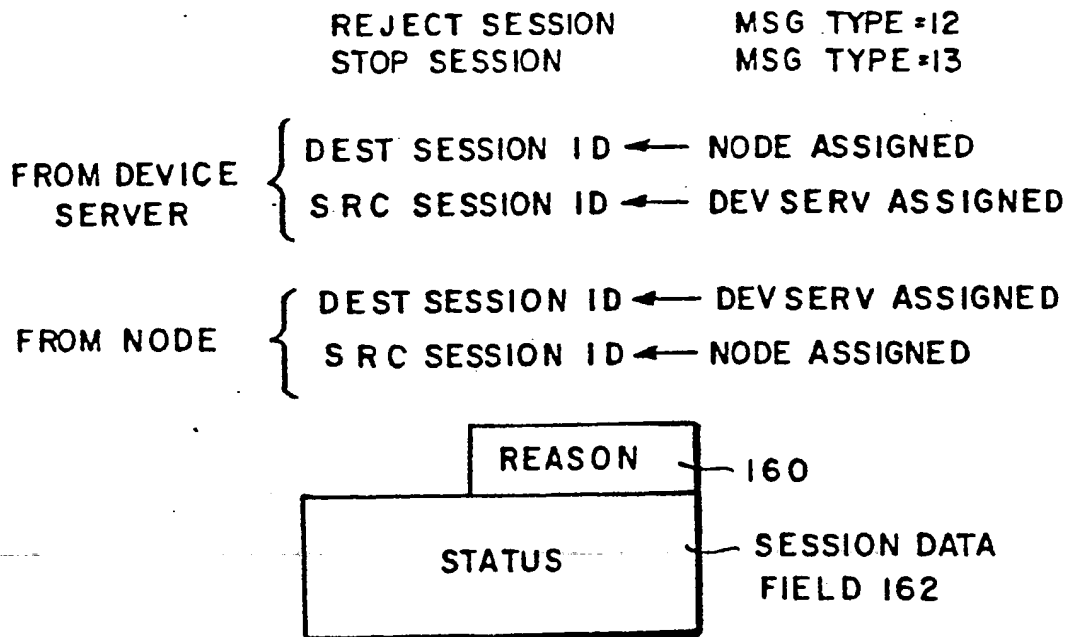 REJECT SESSION MSG TYPE=12
STOP SESSION MSG TYPE=13
FROM DEVICE SERVER
DEST SESSION ID ← NODE ASSIGNED
SRC SESSION ID ← DEV SERV ASSIGNED
FROM NODE
DEST SESSION ID ← DEV SERV ASSIGNED
SRC SESSION ID ← NODE ASSIGNED
REASON
160
STATUS
SESSION DATA
FIELD 162